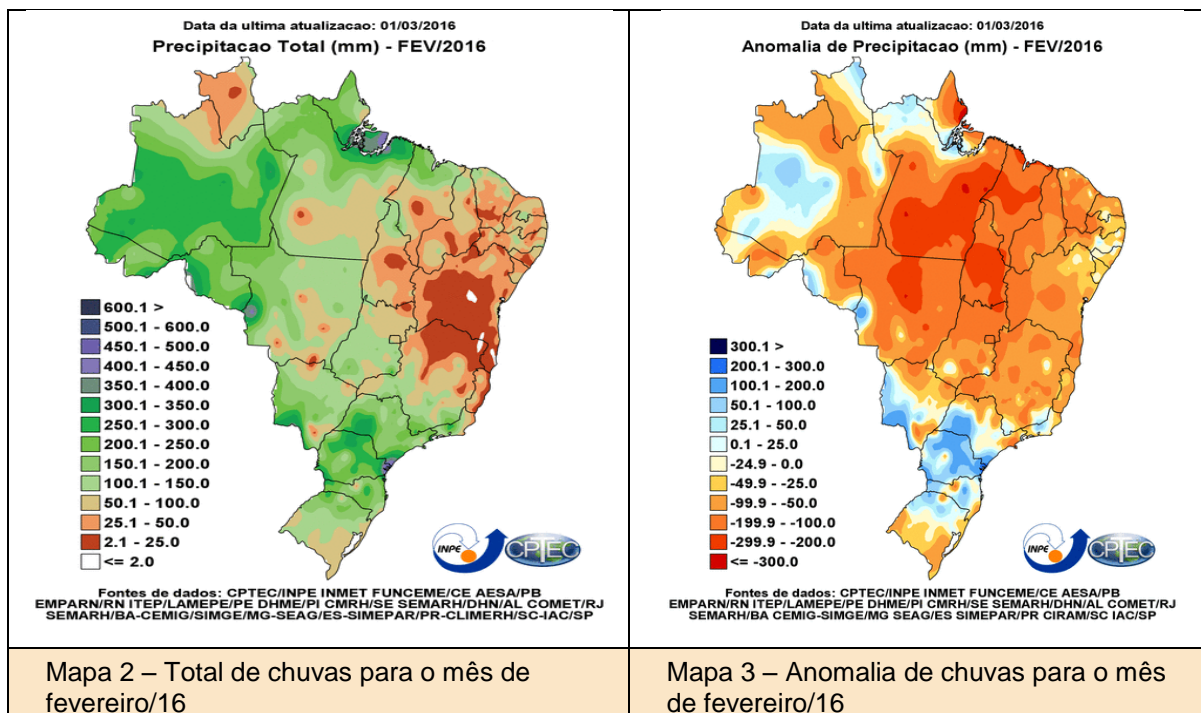 Data da ultima atualizacao: 01/03/2016
Precipitacao Total (mm) - FEV/2016
600.1 >
500.1 - 600.0
450.1 - 500.0
400.1 - 450.0
350.1 - 400.0
300.1 - 350.0
250.1 - 300.0
200.1 - 250.0
150.1 - 200.0
100.1 - 150.0
50.1 - 100.0
25.1 - 50.0
2.1 - 25.0
<= 2.0
INPE
CPTEC
Fontes de dados: CPTEC/INPE INMET FUNCEME/CE AESA/PB
EMPARN/RN ITEP/LAMEPE/PE DHME/PI CMRH/SE SEMARH/DHN/AL COMET/RJ
SEMARH/BA-CEMIG/SIMGE/MG-SEAG/ES-SIMEPAR/PR-CLIMERH/SC-IAC/SP
Mapa 2 – Total de chuvas para o mês de
fevereiro/16
Data da ultima atualizacao: 01/03/2016
Anomalia de Precipitacao (mm) - FEV/2016
300.1 >
200.1 - 300.0
100.1 - 200.0
50.1 - 100.0
25.1 - 50.0
0.1 - 25.0
-24.9 - 0.0
-49.9 - -25.0
-99.9 - -50.0
-199.9 - -100.0
-299.9 - -200.0
<= -300.0
INPE
CPTEC
Fontes de dados: CPTEC/INPE INMET FUNCEME/CE AESA/PB
EMPARN/RN ITEP/LAMEPE/PE DHME/PI CMRH/SE SEMARH/DHN/AL COMET/RJ
SEMARH/BA CEMIG-SIMGE/MG SEAG/ES SIMEPAR/PR CIRAM/SC IAC/SP
Mapa 3 – Anomalia de chuvas para o mês
de fevereiro/16